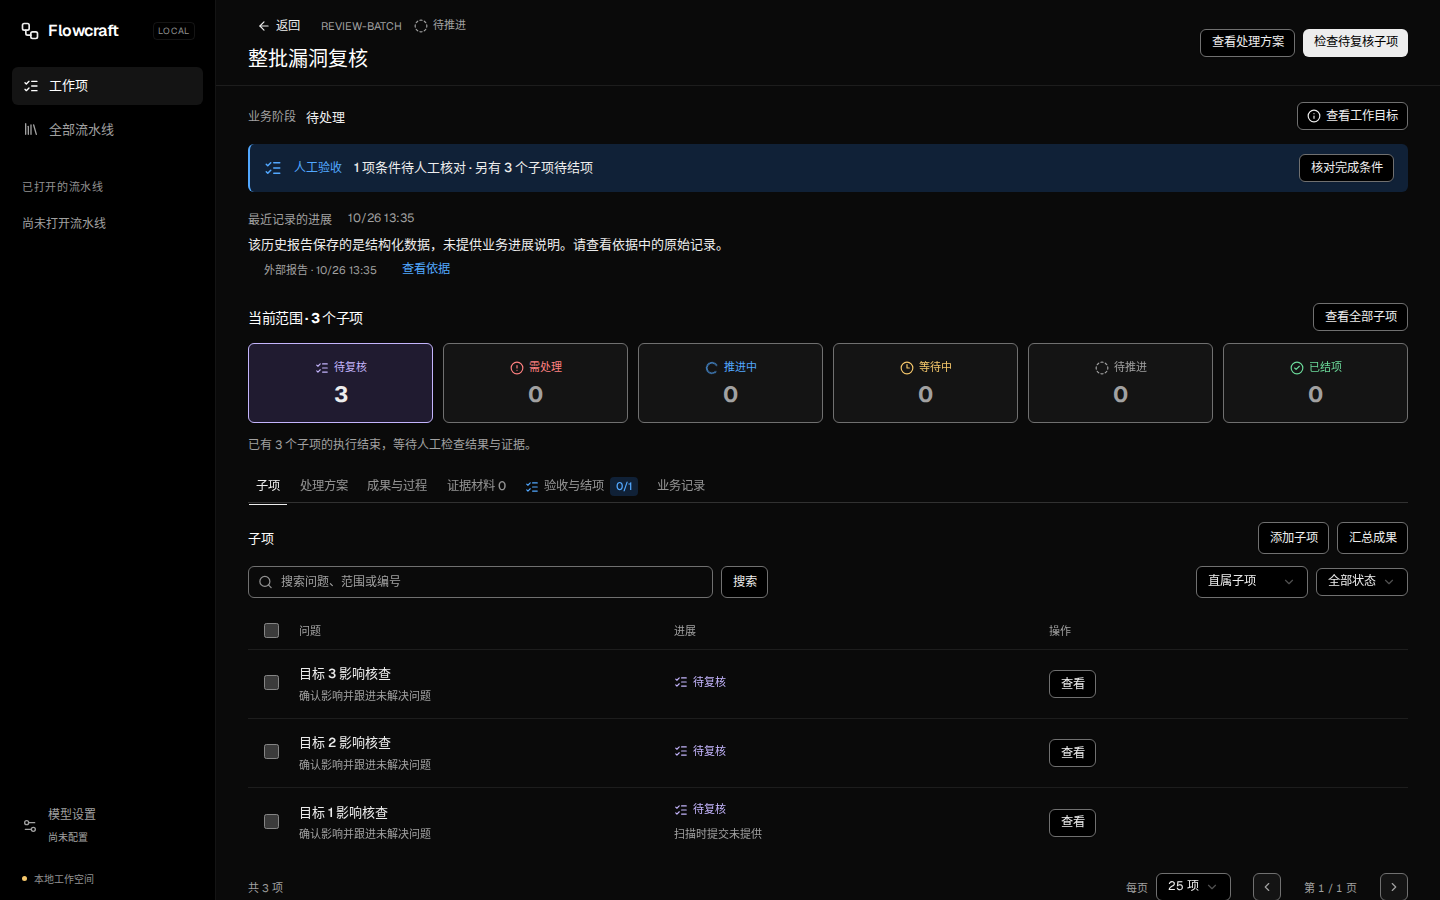 Flowcraft
LOCAL
工作项
全部流水线
已打开的流水线
尚未打开流水线
模型设置
尚未配置
本地工作空间
返回
REVIEW-BATCH
待推进
整批漏洞复核
查看处理方案
检查待复核子项
业务阶段
待处理
查看工作目标
人工验收
1 项条件待人工核对 · 另有 3 个子项待结项
核对完成条件
最近记录的进展
10/26 13:35
该历史报告保存的是结构化数据，未提供业务进展说明。请查看依据中的原始记录。
外部报告 · 10/26 13:35
查看依据
当前范围 · 3 个子项
查看全部子项
待复核
3
需处理
0
推进中
0
等待中
0
待推进
0
已结项
0
已有 3 个子项的执行结束，等待人工检查结果与证据。
子项
处理方案
成果与过程
证据材料 0
验收与结项
0/1
业务记录
子项
添加子项
汇总成果
搜索问题、范围或编号
搜索
直属子项
全部状态
问题
进展
操作
目标 3 影响核查
确认影响并跟进未解决问题
待复核
查看
目标 2 影响核查
确认影响并跟进未解决问题
待复核
查看
目标 1 影响核查
确认影响并跟进未解决问题
待复核
扫描时提交未提供
查看
共 3 项
每页
25 项
第 1 / 1 页